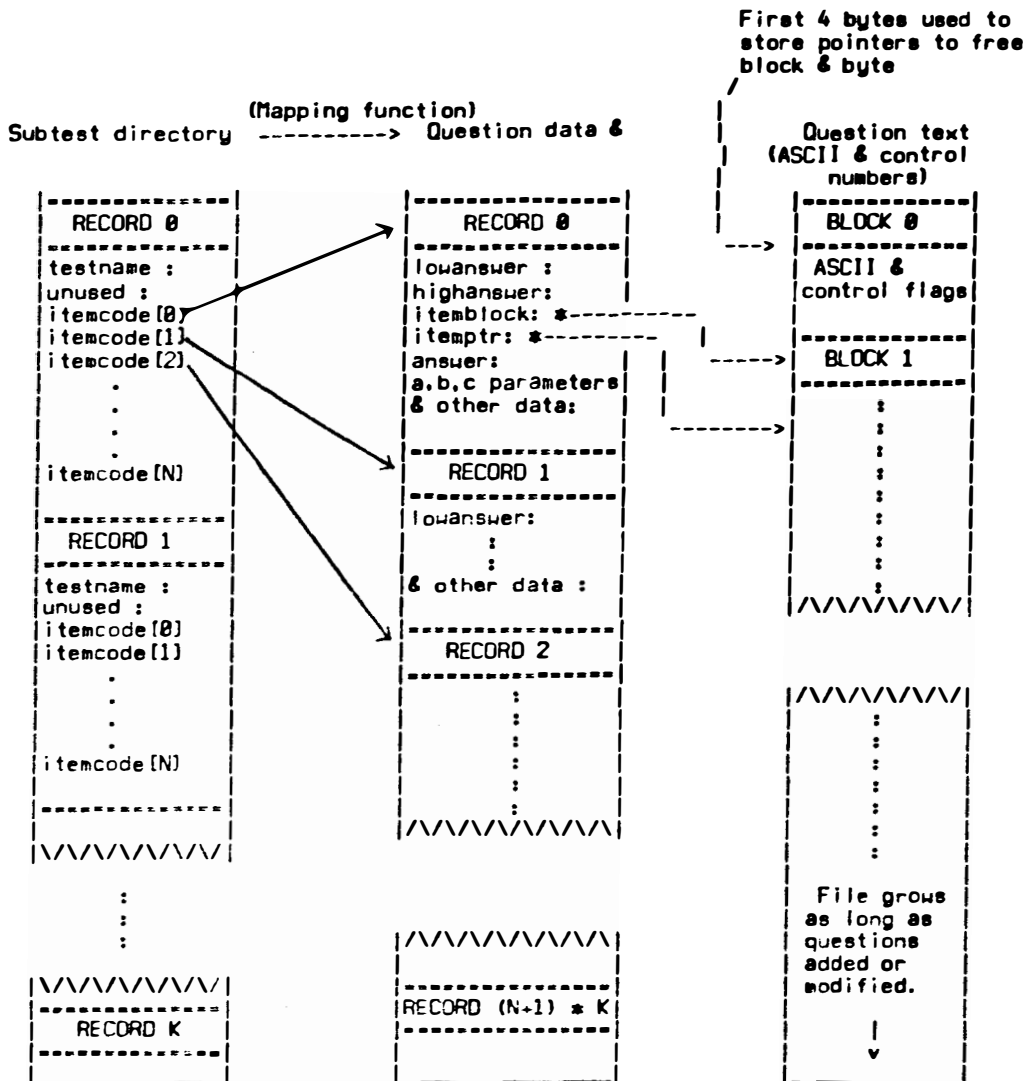 First 4 bytes used to
store pointers to free
block & byte
(Mapping function)
Subtest directory -----------> Question data &
Question text
(ASCII & control
numbers)
RECORD 0
testname :
unused :
itemcode[0]
itemcode[1]
itemcode[2]
itemcode[N]
RECORD 1
testname :
unused :
itemcode[0]
itemcode[1]
itemcode[N]
RECORD K
RECORD 0
lowanswer :
highanswer:
itemblock: *
itemptr: *
answer:
a,b,c parameters
& other data:
RECORD 1
lowanswer:
& other data :
RECORD 2
RECORD (N+1) * K
BLOCK 0
ASCII &
control flags
BLOCK 1
File grows
as long as
questions
added or
modified.